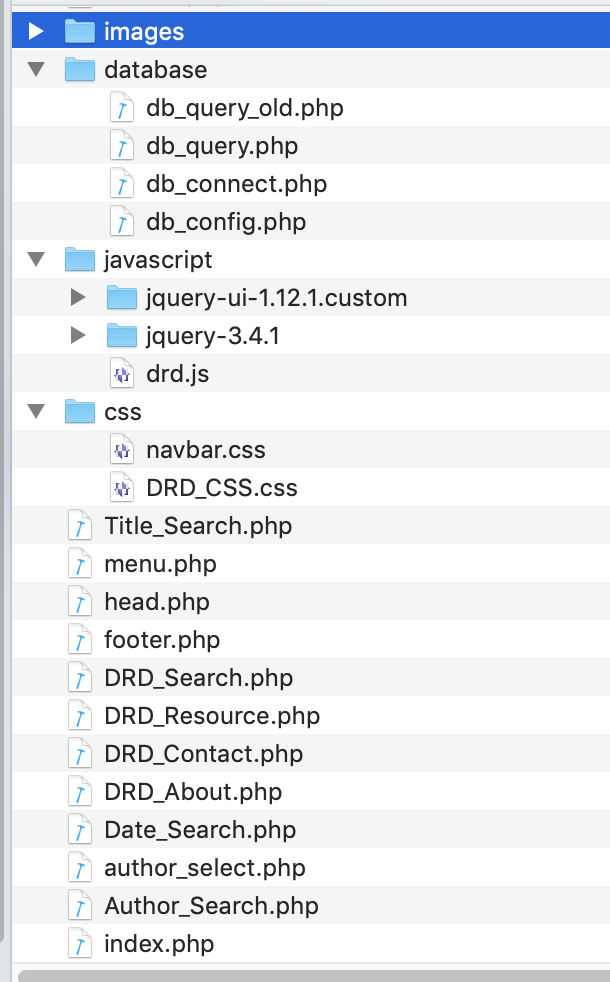 images
database
db_query_old.php
db_query.php
db_connect.php
db_config.php
javascript
jquery-ui-1.12.1.custom
jquery-3.4.1
drd.js
css
navbar.css
DRD_CSS.css
Title_Search.php
menu.php
head.php
footer.php
DRD_Search.php
DRD_Resource.php
DRD_Contact.php
DRD_About.php
Date_Search.php
author_select.php
Author_Search.php
index.php